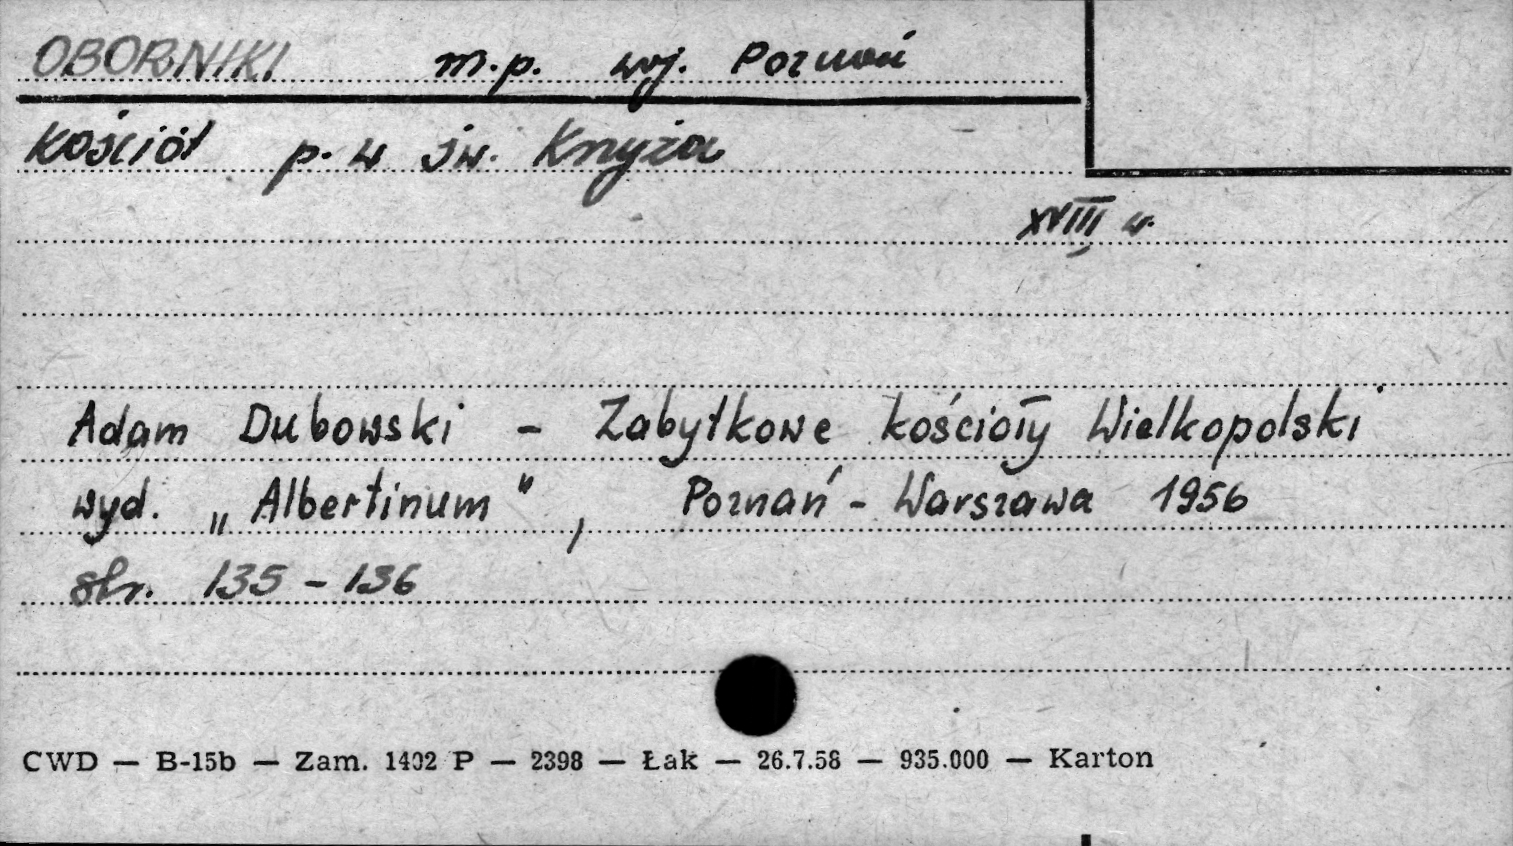 OBORNIKI m.p. woj. Poznań
Kościół p.w św. Krzyża
XVIII w.
Adam Dubowski - Zabytkowe kościoły Wielkopolski
wyd. „Albertinum", Poznań - Warszawa 1956
str. 135 - 136
CWD — B-15b — Zam. 1402 P — 2398 — Łak — 26.7.58 — 935.000 — Karton